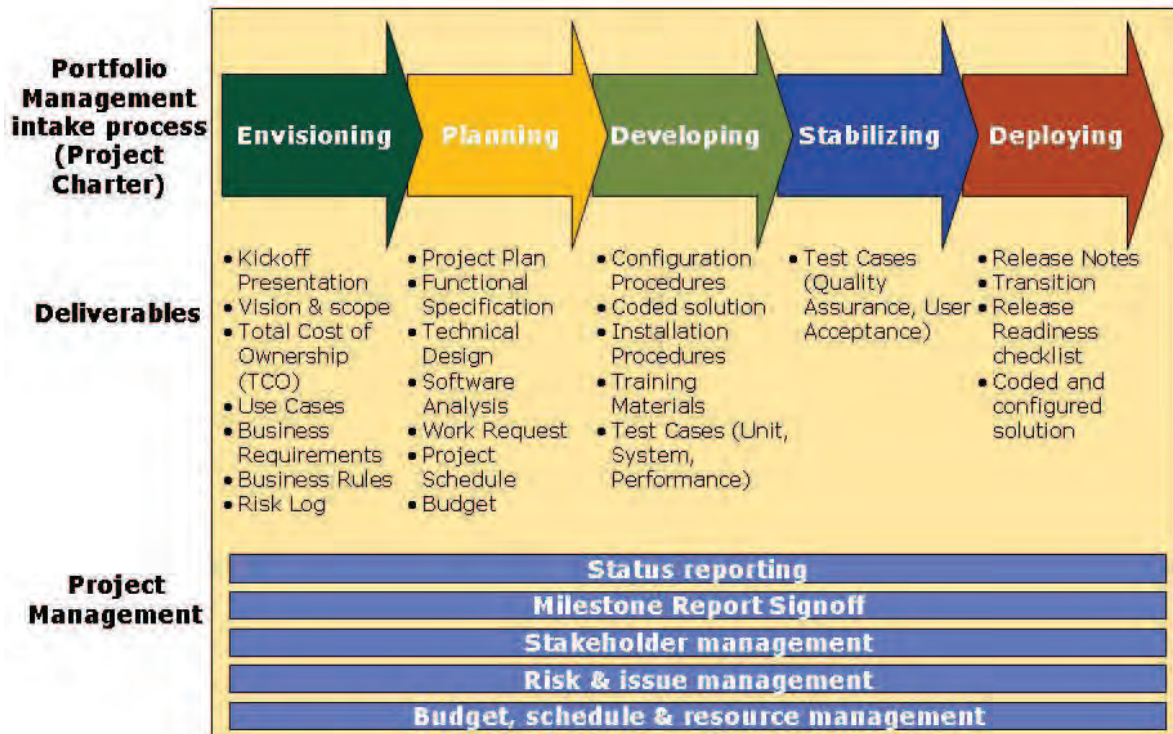 Portfolio
Management
intake process
(Project
Charter)
Envisioning
Planning
Developing
Stabilizing
Deploying
Deliverables
• Kickoff
Presentation
• Vision & scope
• Total Cost of
Ownership
(TCO)
• Use Cases
• Business
Requirements
• Business Rules
• Risk Log
• Project Plan
• Functional
Specification
• Technical
Design
• Software
Analysis
• Work Request
• Project
Schedule
• Budget
• Configuration
Procedures
• Coded solution
• Installation
Procedures
• Training
Materials
• Test Cases (Unit,
System,
Performance)
• Test Cases
(Quality
Assurance, User
Acceptance)
• Release Notes
• Transition
• Release
Readiness
checklist
• Coded and
configured
solution
Project
Management
Status reporting
Milestone Report Signoff
Stakeholder management
Risk & issue management
Budget, schedule & resource management